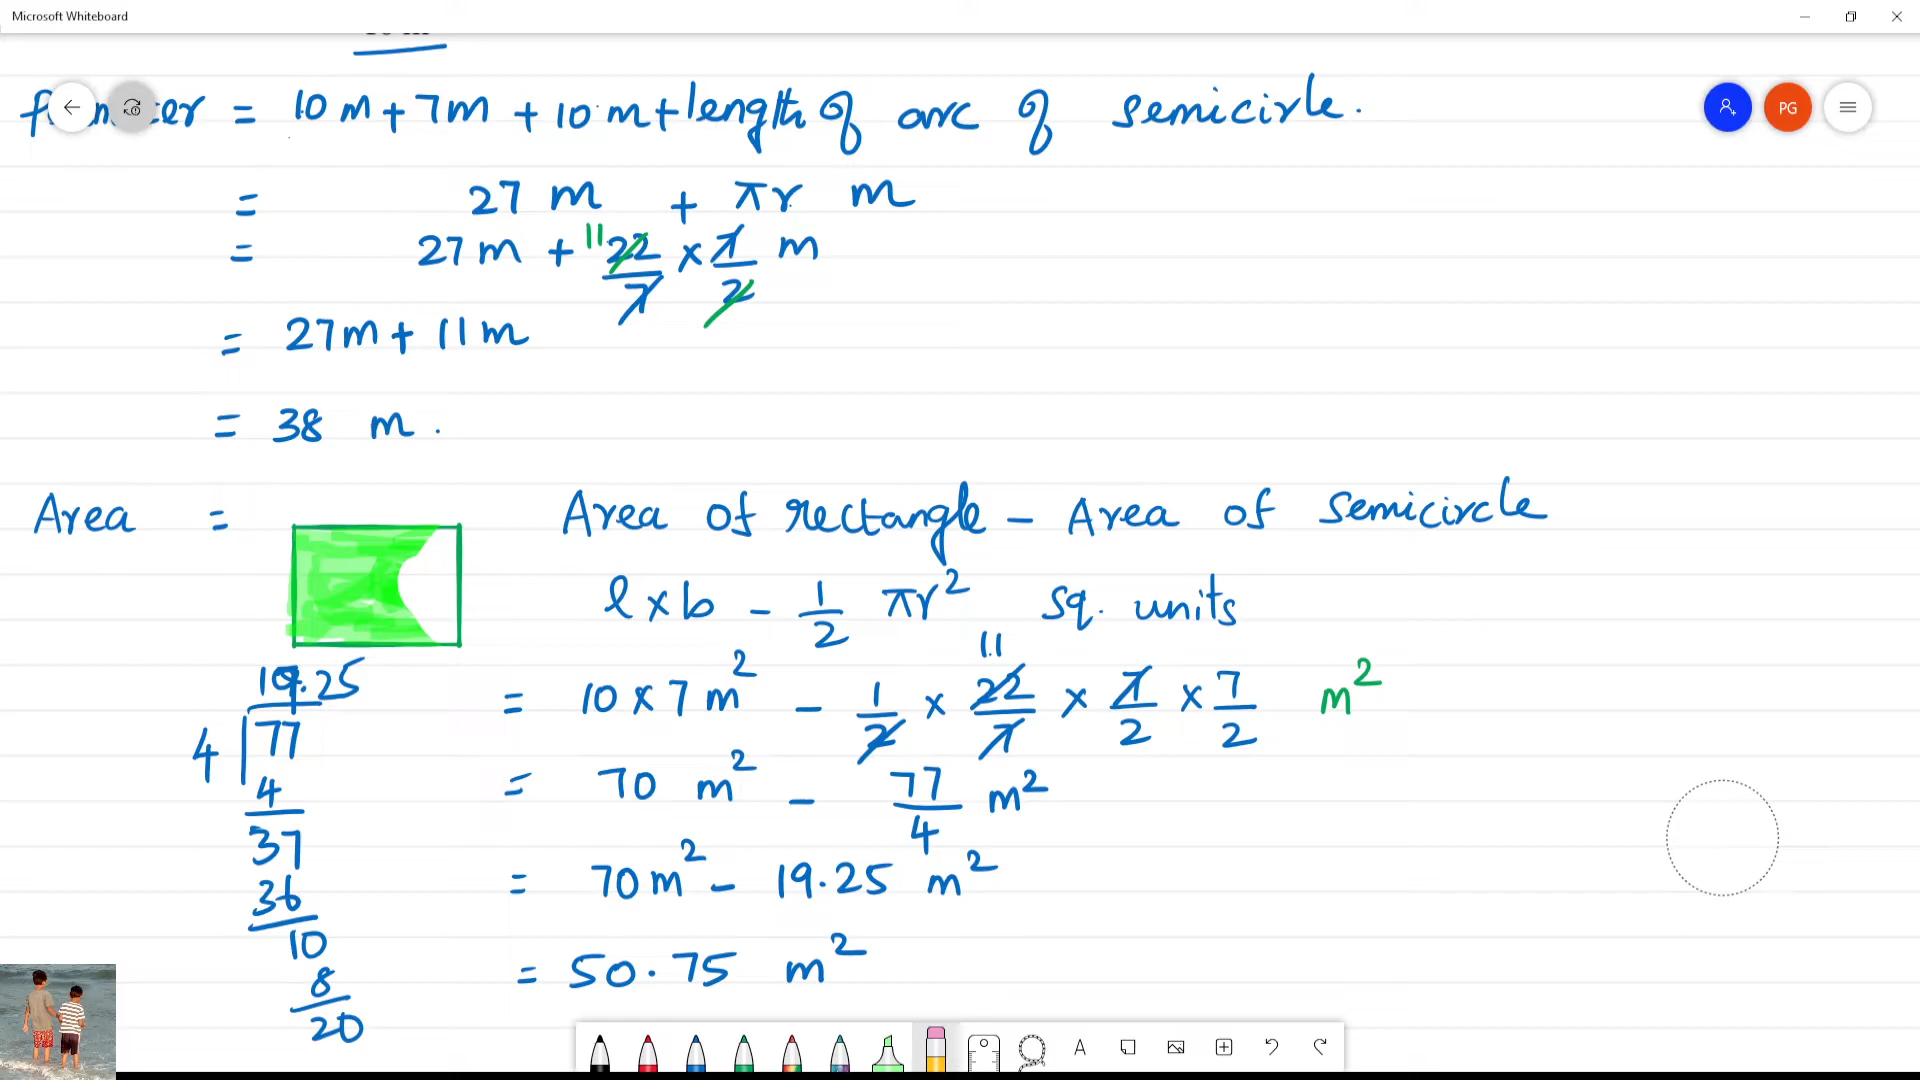 Microsoft Whiteboard
= 10 m + 7 m + 10 m + length of arc of semicirle.
PG
= 27 m + πr m
= 27 m + 11 22/7 × 7/2 m
= 27m + 11 m
= 38 m.
Area = Area of rectangle - Area of semicircle
l × b - 1/2 πr² sq. units
= 10 × 7 m² - 1/2 × 11 22/7 × 7/2 × 7/2 m²
= 70 m² - 77/4 m²
= 70 m² - 19.25 m²
= 50.75 m²
19.25
4 77
4
37
36
10
8
20
A